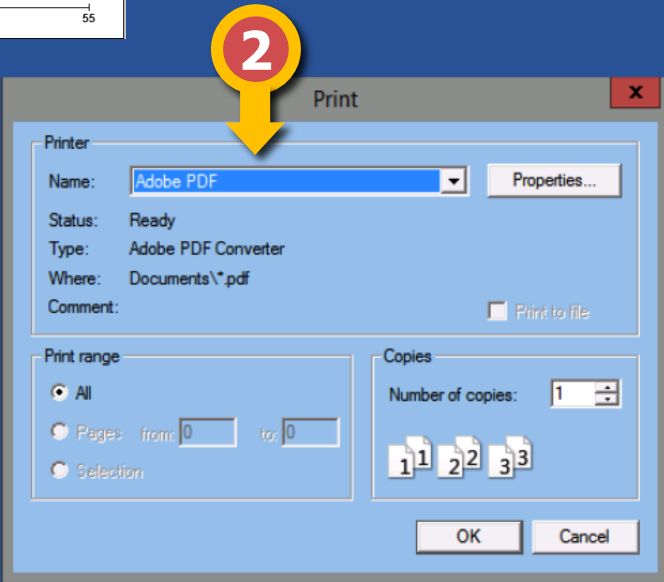 55
2
Print
x
Printer
Name: Adobe PDF Properties...
Status: Ready
Type: Adobe PDF Converter
Where: Documents\*.pdf
Comment: Print to file
Print range
All
Pages from: 0 to: 0
Selection
Copies
Number of copies: 1
1 1 2 2 3 3
OK Cancel